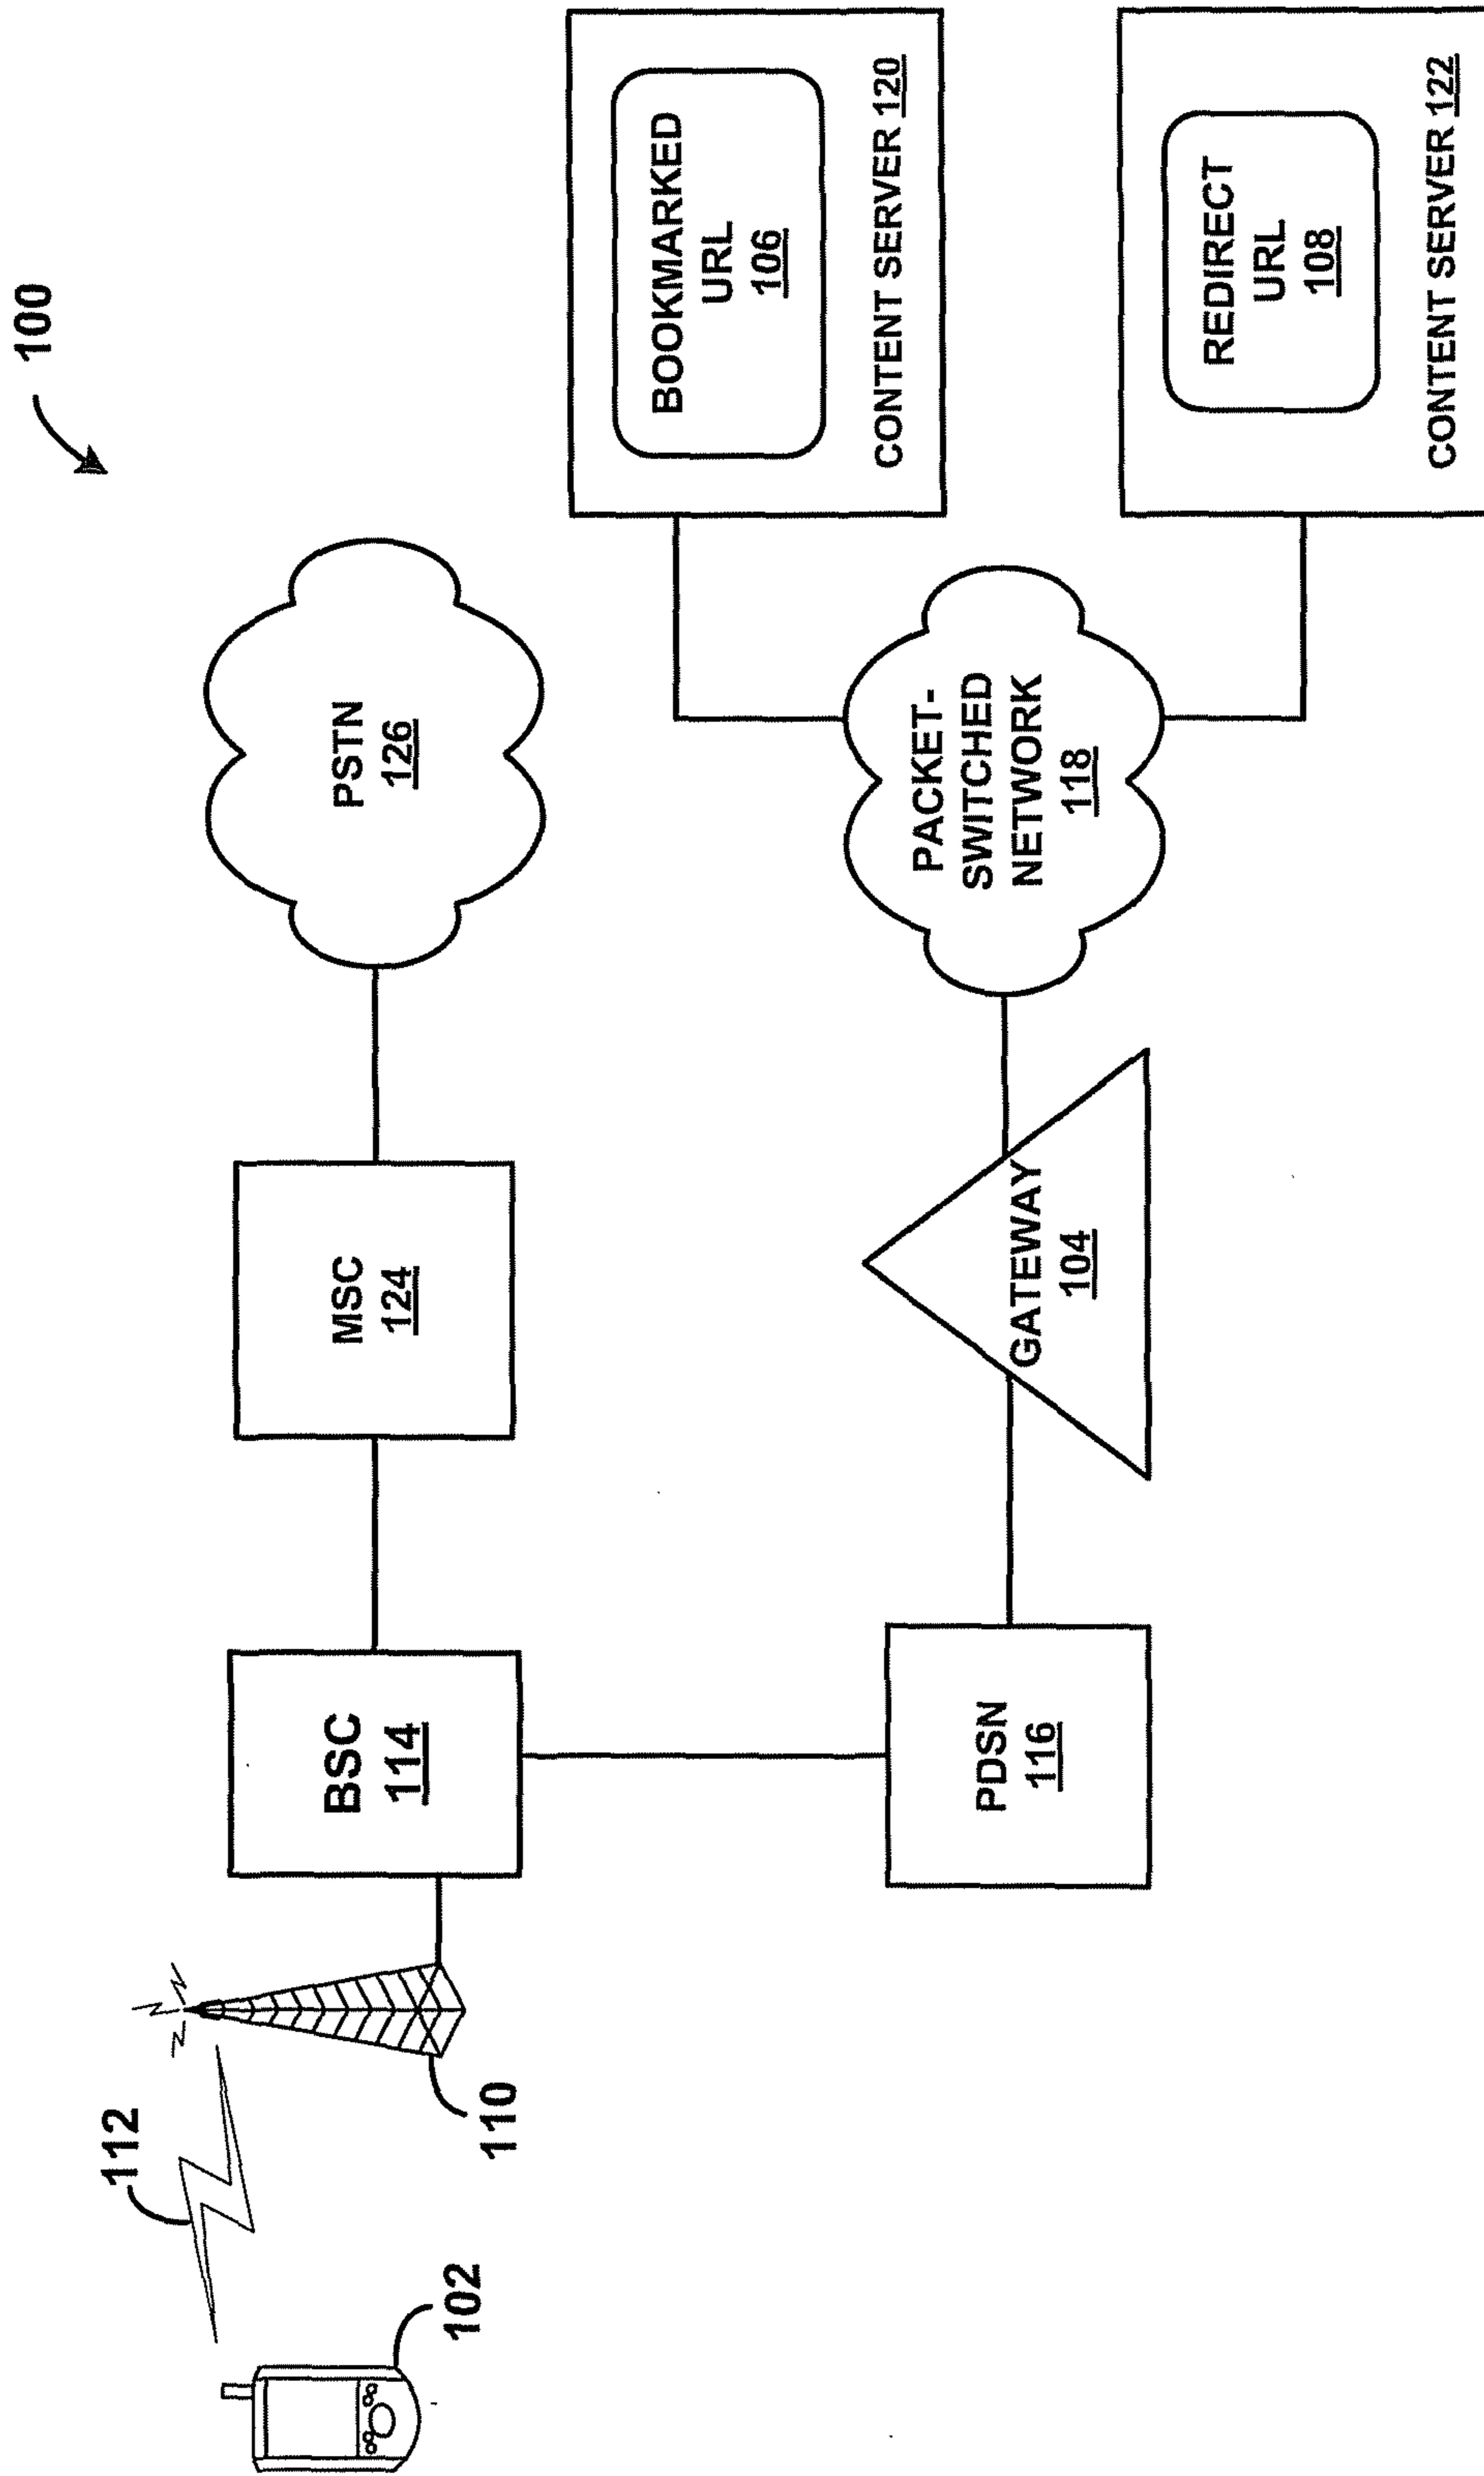 100
112
102
110
BSC
114
MSC
124
PSTN
126
PDSN
116
GATEWAY
104
PACKET-
SWITCHED
NETWORK
118
BOOKMARKED
URL
106
CONTENT SERVER 120
REDIRECT
URL
108
CONTENT SERVER 122